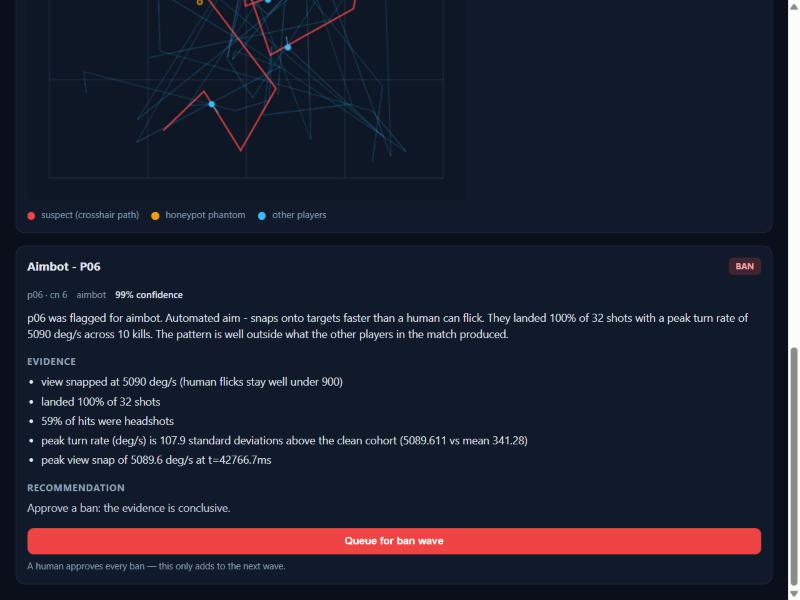 suspect (crosshair path) honeypot phantom other players
Aimbot - P06 BAN
p06 · cn 6 aimbot 99% confidence
p06 was flagged for aimbot. Automated aim - snaps onto targets faster than a human can flick. They landed 100% of 32 shots with a peak turn rate of
5090 deg/s across 10 kills. The pattern is well outside what the other players in the match produced.
EVIDENCE
• view snapped at 5090 deg/s (human flicks stay well under 900)
• landed 100% of 32 shots
• 59% of hits were headshots
• peak turn rate (deg/s) is 107.9 standard deviations above the clean cohort (5089.611 vs mean 341.28)
• peak view snap of 5089.6 deg/s at t=42766.7ms
RECOMMENDATION
Approve a ban: the evidence is conclusive.
Queue for ban wave
A human approves every ban — this only adds to the next wave.